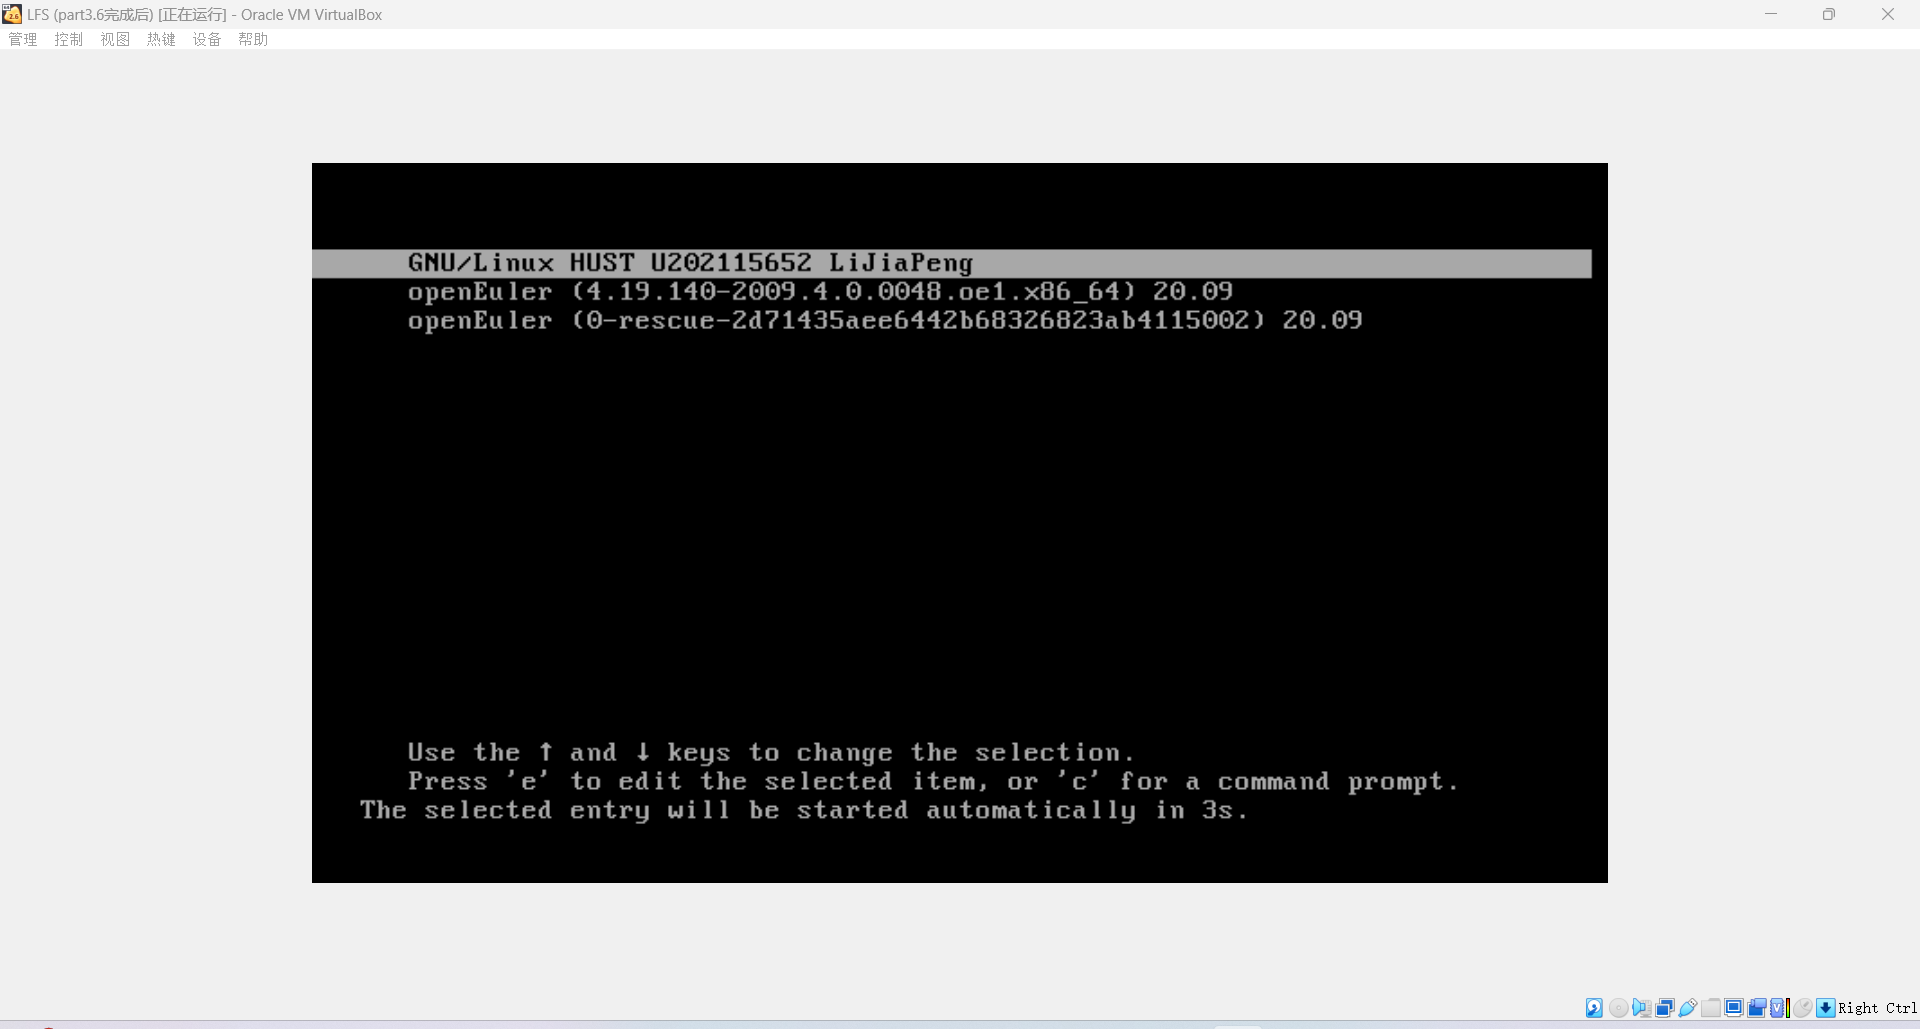 LFS (part3.6完成后) [正在运行] - Oracle VM VirtualBox
管理 控制 视图 热键 设备 帮助
GNU/Linux HUST U202115652 LiJiaPeng
openEuler (4.19.140-2009.4.0.0048.oe1.x86_64) 20.09
openEuler (0-rescue-2d71435aee6442b68326823ab4115002) 20.09
Use the ↑ and ↓ keys to change the selection.
Press 'e' to edit the selected item, or 'c' for a command prompt.
The selected entry will be started automatically in 3s.
Right Ctrl